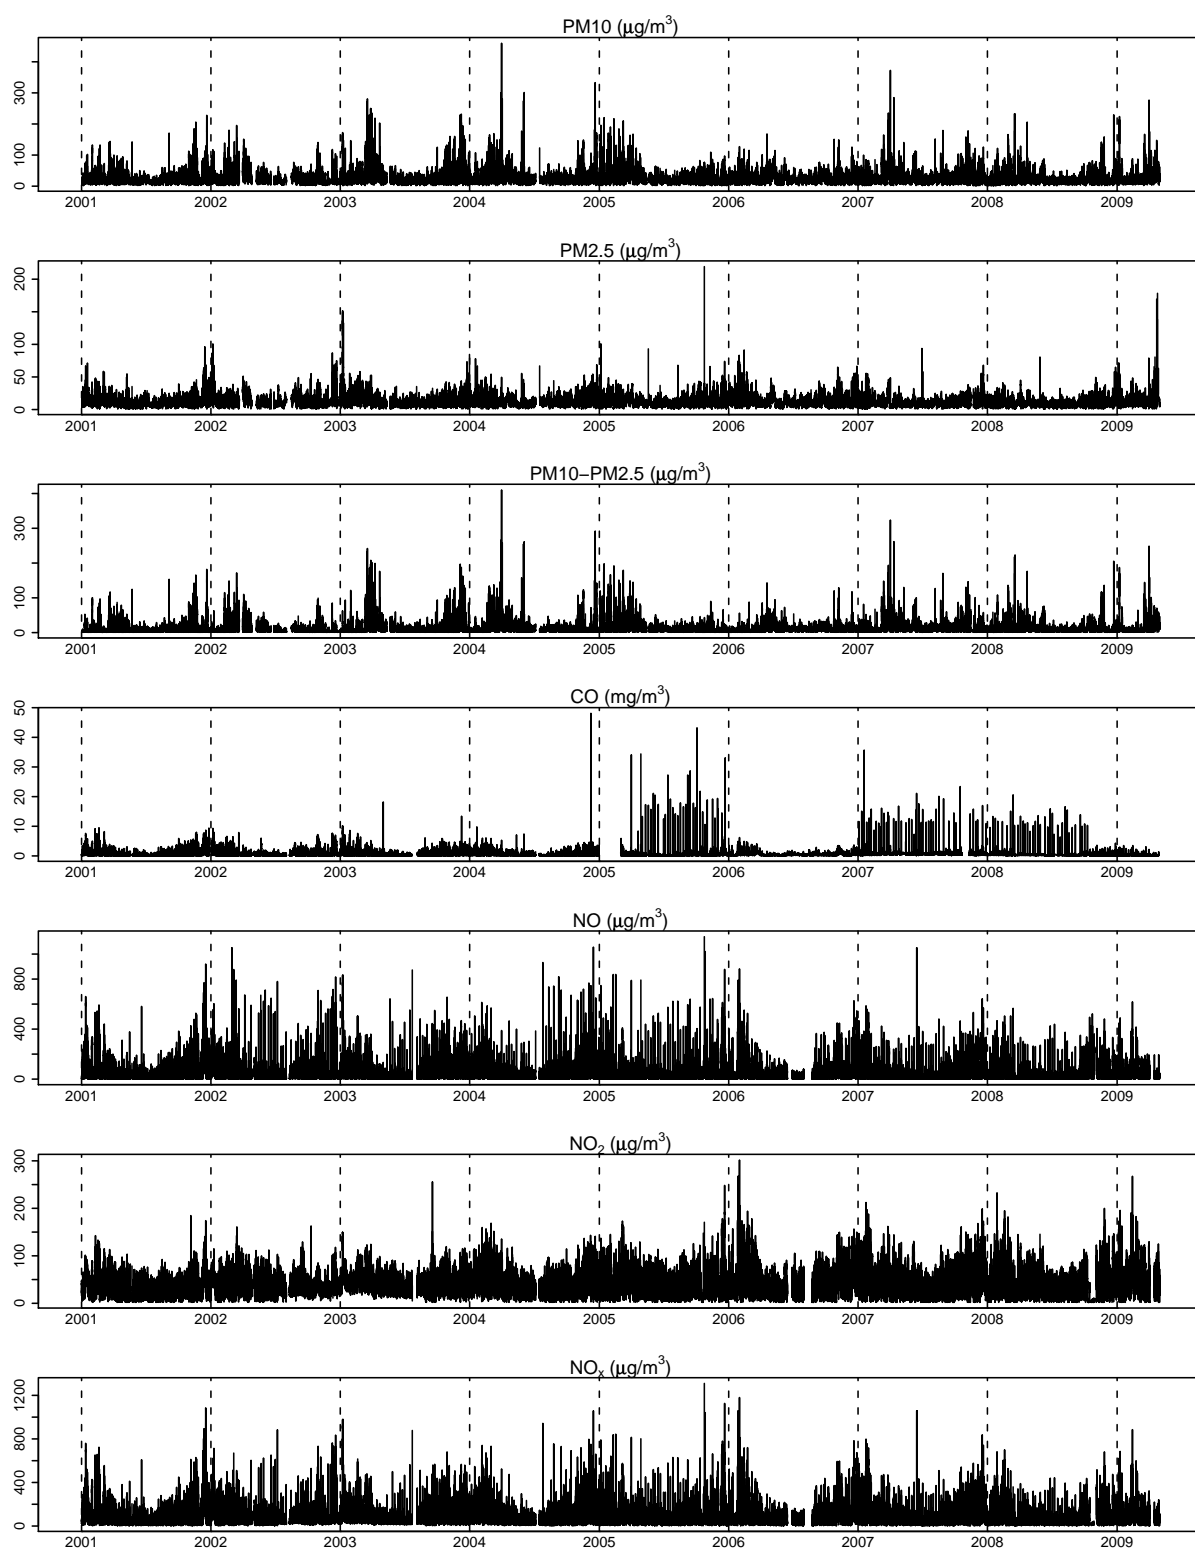 PM10 (μg/m³)
0 100 300
2001 2002 2003 2004 2005 2006 2007 2008 2009
PM2.5 (μg/m³)
0 50 100 200
2001 2002 2003 2004 2005 2006 2007 2008 2009
PM10−PM2.5 (μg/m³)
0 100 300
2001 2002 2003 2004 2005 2006 2007 2008 2009
CO (mg/m³)
0 10 20 30 40 50
2001 2002 2003 2004 2005 2006 2007 2008 2009
NO (μg/m³)
0 400 800
2001 2002 2003 2004 2005 2006 2007 2008 2009
NO₂ (μg/m³)
0 100 200 300
2001 2002 2003 2004 2005 2006 2007 2008 2009
NOₓ (μg/m³)
0 400 800 1200
2001 2002 2003 2004 2005 2006 2007 2008 2009